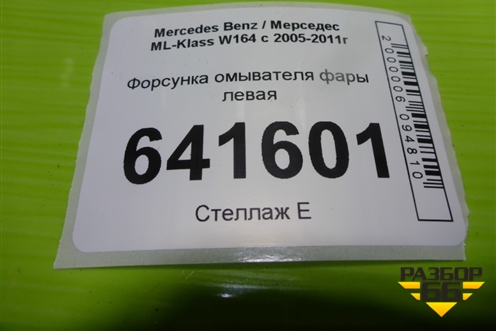 Mercedes Benz / Мерседес
ML-Klass W164 с 2005-2011г
Форсунка омывателя фары
левая
641601
Стеллаж Е
2000006094810
РАЗБОР
66